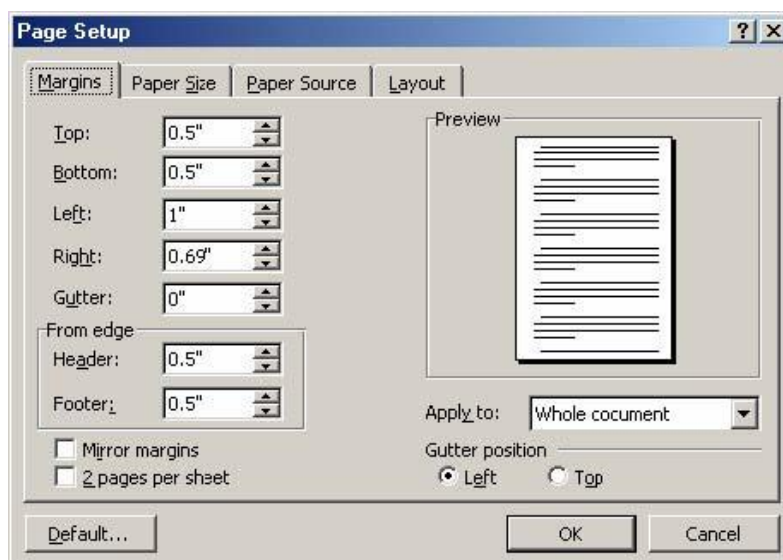 Page Setup
Margins
Paper Size
Paper Source
Layout
Top: 0.5"
Bottom: 0.5"
Left: 1"
Right: 0.69"
Gutter: 0"
From edge
Header: 0.5"
Footer: 0.5"
Mirror margins
2 pages per sheet
Preview
Apply to: Whole cocument
Gutter position
Left Top
Default... OK Cancel